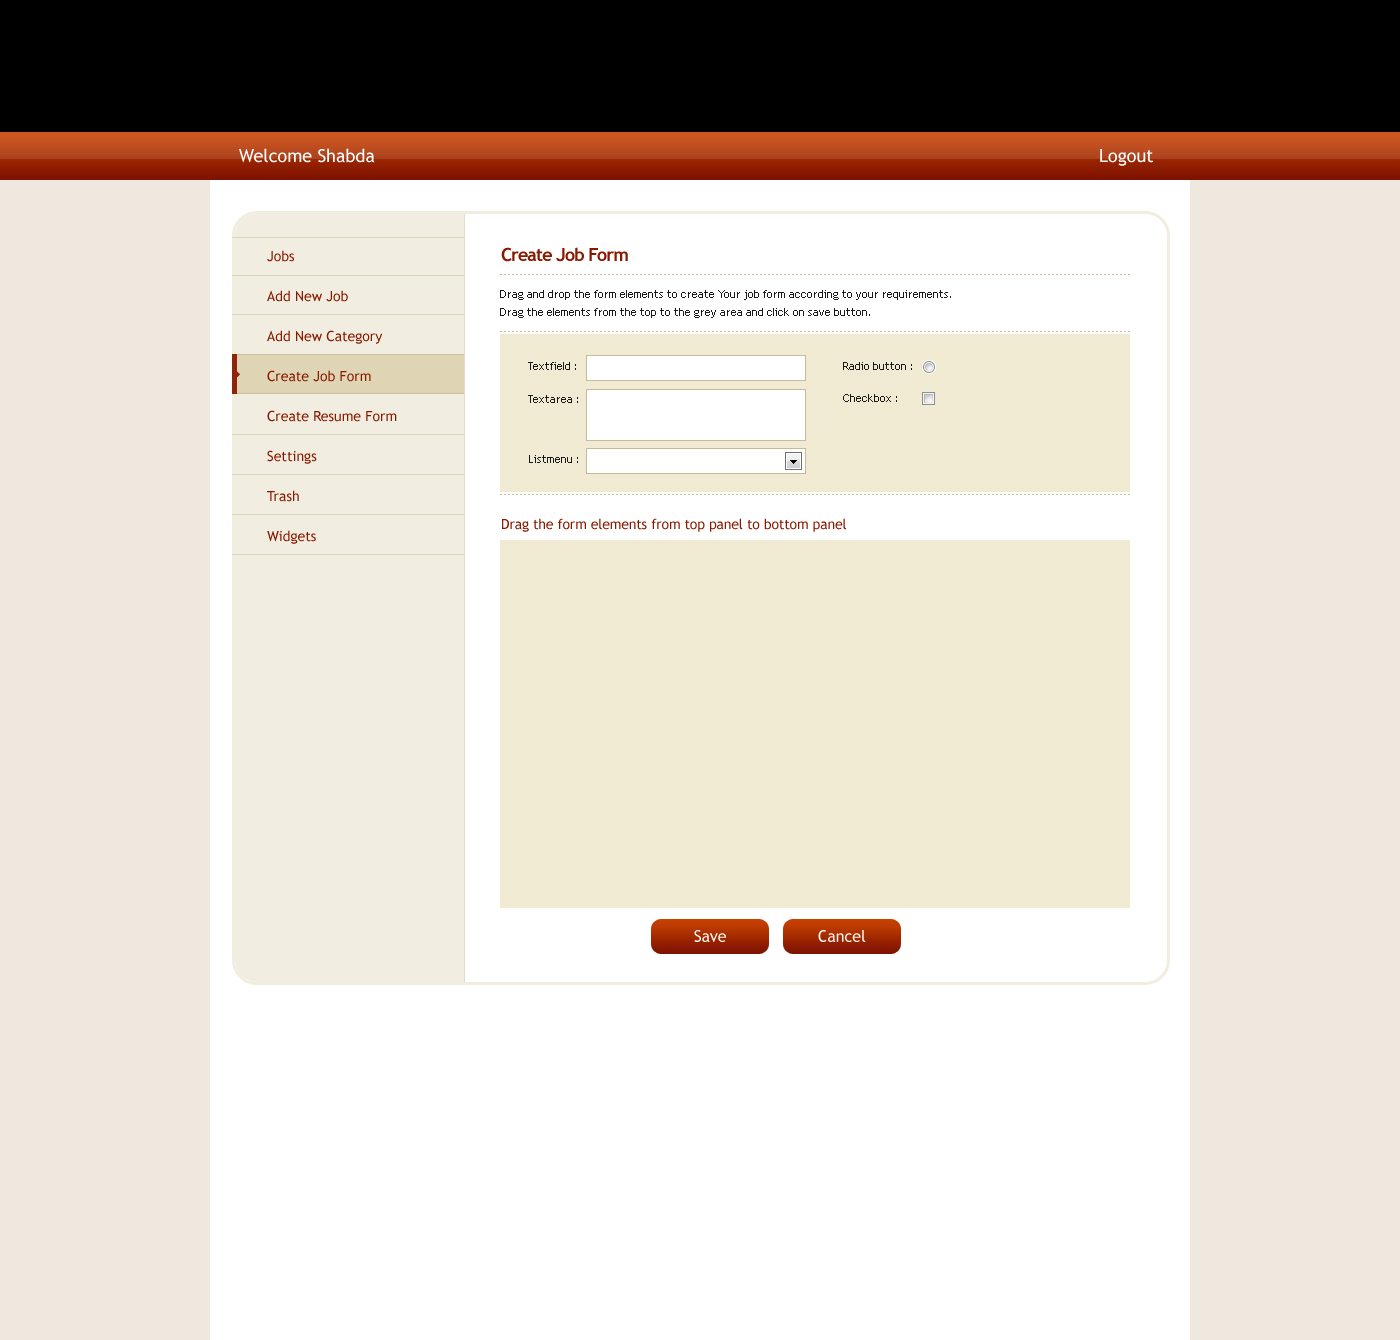 Welcome Shabda
Logout
Jobs
Add New Job
Add New Category
Create Job Form
Create Resume Form
Settings
Trash
Widgets
Create Job Form
Drag and drop the form elements to create Your job form according to your requirements.
Drag the elements from the top to the grey area and click on save button.
Textfield :
Radio button :
Textarea :
Checkbox :
Listmenu :
Drag the form elements from top panel to bottom panel
Save
Cancel